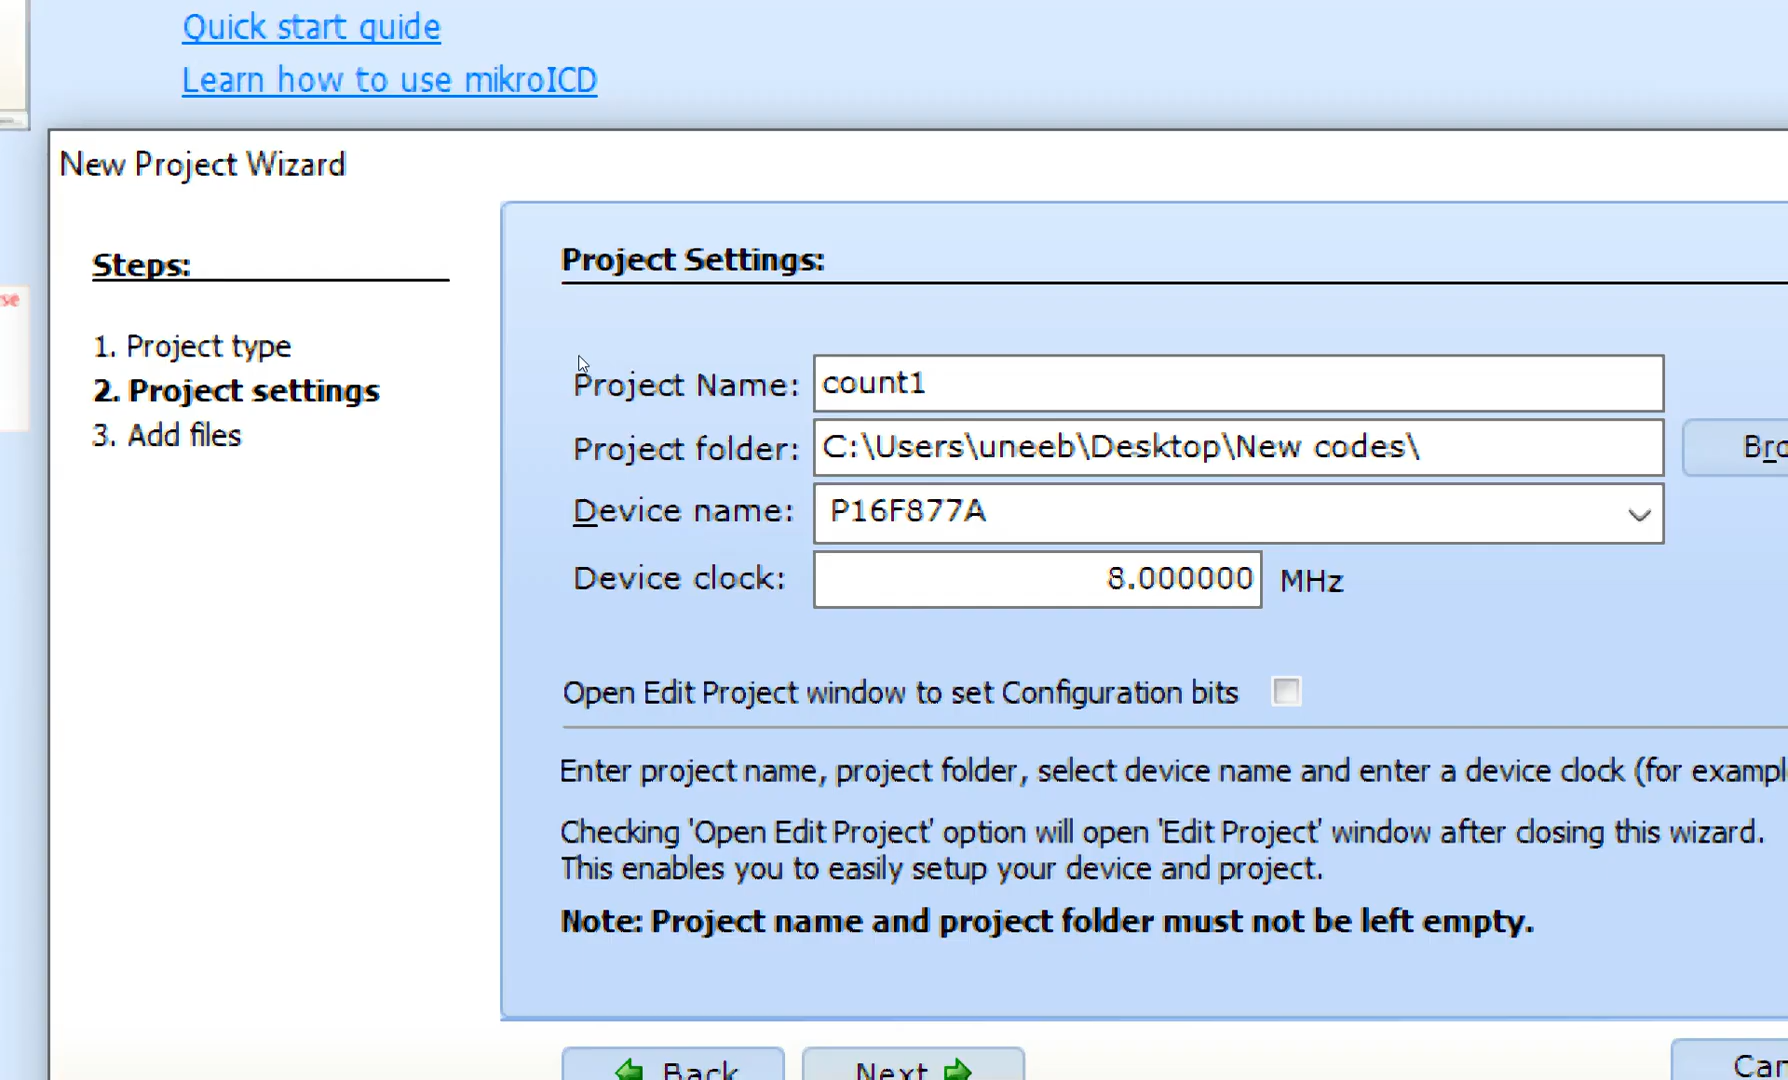 Quick start guide
Learn how to use mikroICD
New Project Wizard
se
Steps:
1. Project type
2. Project settings
3. Add files
Project Settings:
Project Name: count1
Project folder: C:\Users\uneeb\Desktop\New codes\ Bro
Device name: P16F877A
Device clock: 8.000000 MHz
Open Edit Project window to set Configuration bits
Enter project name, project folder, select device name and enter a device clock (for exampl
Checking 'Open Edit Project' option will open 'Edit Project' window after closing this wizard.
This enables you to easily setup your device and project.
Note: Project name and project folder must not be left empty.
Back Next Can